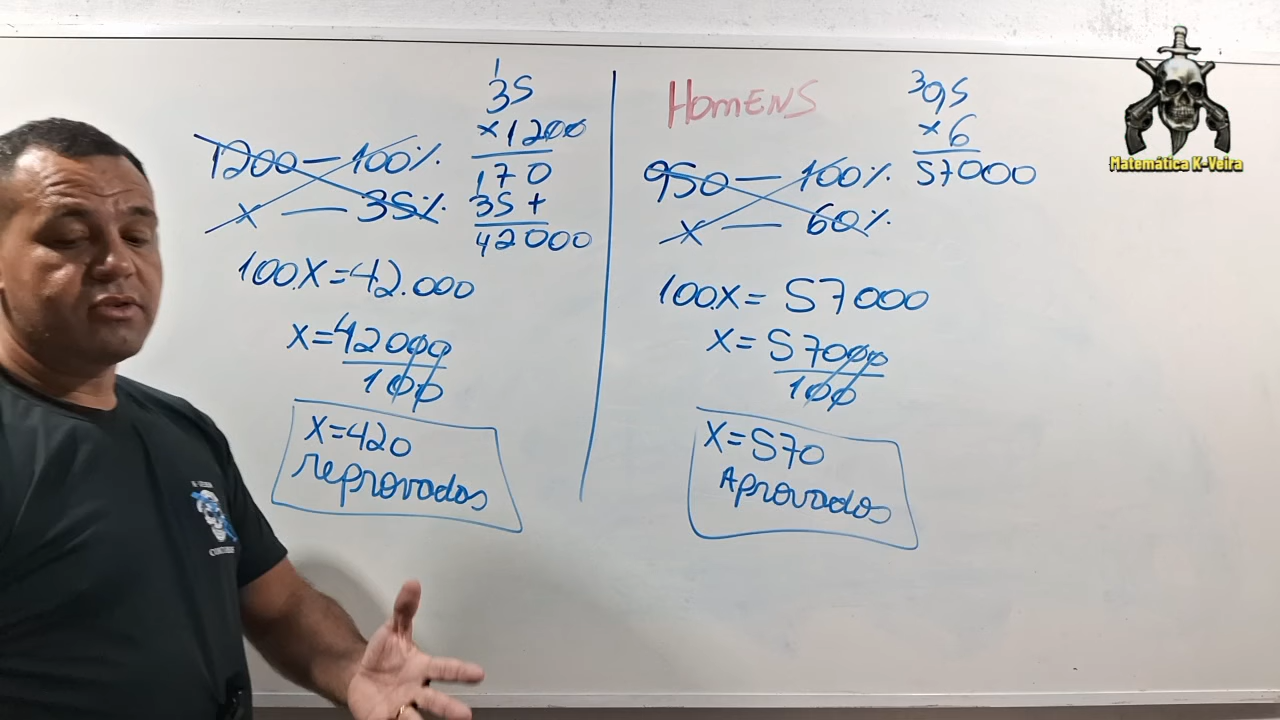 1200 — 100%
x — 35%
1
35
x1200
170
35+
42000
100.X=42.000
X=42000
100
X=420
reprovados
HomENS
950 — 100%
x — 60%
395
x6
57000
100.X= 57000
X=57000
100
X=570
Aprovados
Matemática K-Veira